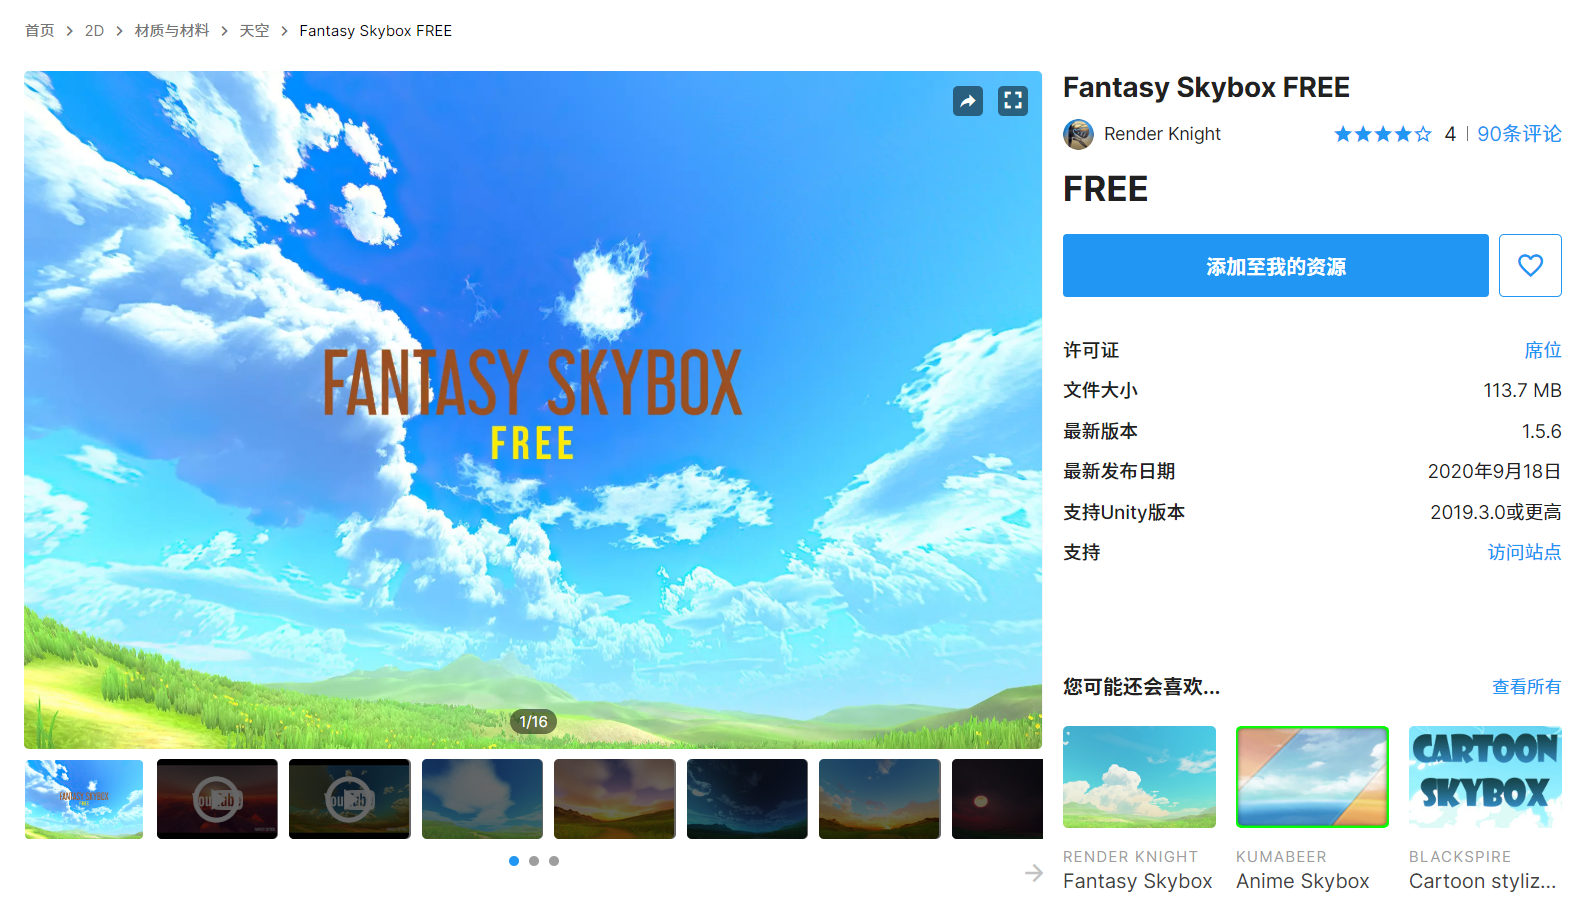 首页 > 2D > 材质与材料 > 天空 > Fantasy Skybox FREE
FANTASY SKYBOX
FREE
1/16
FANTASY SKYBOX
YouTube
YouTube
Fantasy Skybox FREE
Render Knight
4 | 90条评论
FREE
添加至我的资源
许可证 席位
文件大小 113.7 MB
最新版本 1.5.6
最新发布日期 2020年9月18日
支持Unity版本 2019.3.0或更高
支持 访问站点
您可能还会喜欢... 查看所有
CARTOON
SKYBOX
RENDER KNIGHT
Fantasy Skybox
KUMABEER
Anime Skybox
BLACKSPIRE
Cartoon styliz...